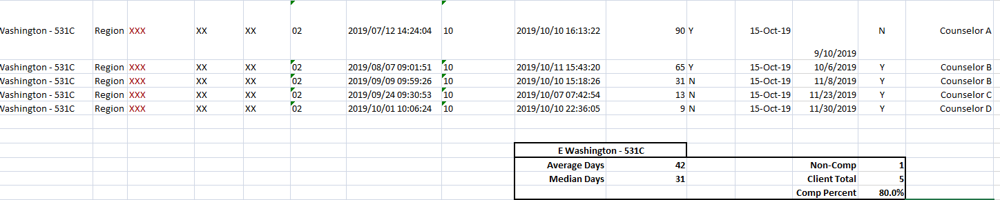 Washington - 531C Region XXX XX XX 02 2019/07/12 14:24:04 10 2019/10/10 16:13:22 90 Y 15-Oct-19 9/10/2019 N Counselor A
Washington - 531C Region XXX XX XX 02 2019/08/07 09:01:51 10 2019/10/11 15:43:20 65 Y 15-Oct-19 10/6/2019 Y Counselor B
Washington - 531C Region XXX XX XX 02 2019/09/09 09:59:26 10 2019/10/10 15:18:26 31 N 15-Oct-19 11/8/2019 Y Counselor B
Washington - 531C Region XXX XX XX 02 2019/09/24 09:30:53 10 2019/10/07 07:42:54 13 N 15-Oct-19 11/23/2019 Y Counselor C
Washington - 531C Region XXX XX XX 02 2019/10/01 10:06:24 10 2019/10/10 22:36:05 9 N 15-Oct-19 11/30/2019 Y Counselor D
E Washington - 531C
Average Days 42 Non-Comp 1
Median Days 31 Client Total 5
Comp Percent 80.0%